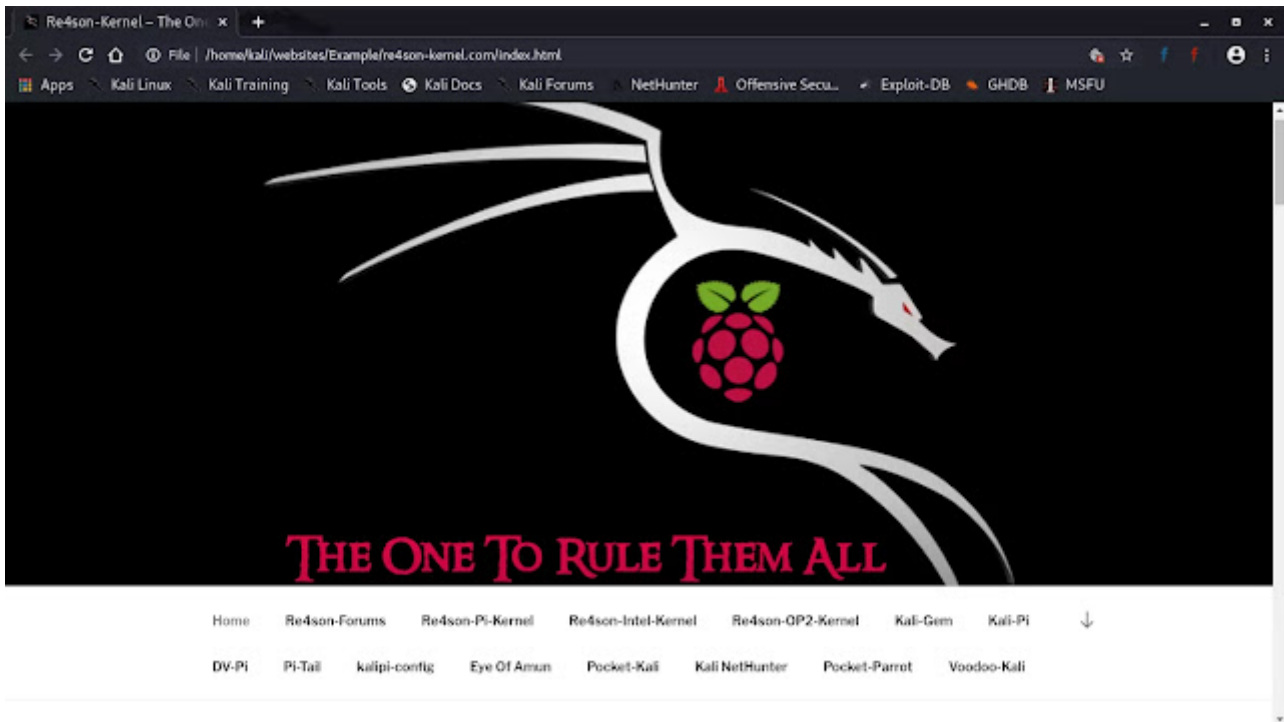 Re4son-Kernel – The One
File | /home/kali/websites/Example/re4son-kernel.com/index.html
Apps Kali Linux Kali Training Kali Tools Kali Docs Kali Forums NetHunter Offensive Secu... Exploit-DB GHDB MSFU
THE ONE TO RULE THEM ALL
Home Re4son-Forums Re4son-Pi-Kernel Re4son-Intel-Kernel Re4son-OP2-Kernel Kali-Gem Kali-Pi
DV-Pi Pi-Tail kalipi-config Eye Of Amun Pocket-Kali Kali NetHunter Pocket-Parrot Voodoo-Kali